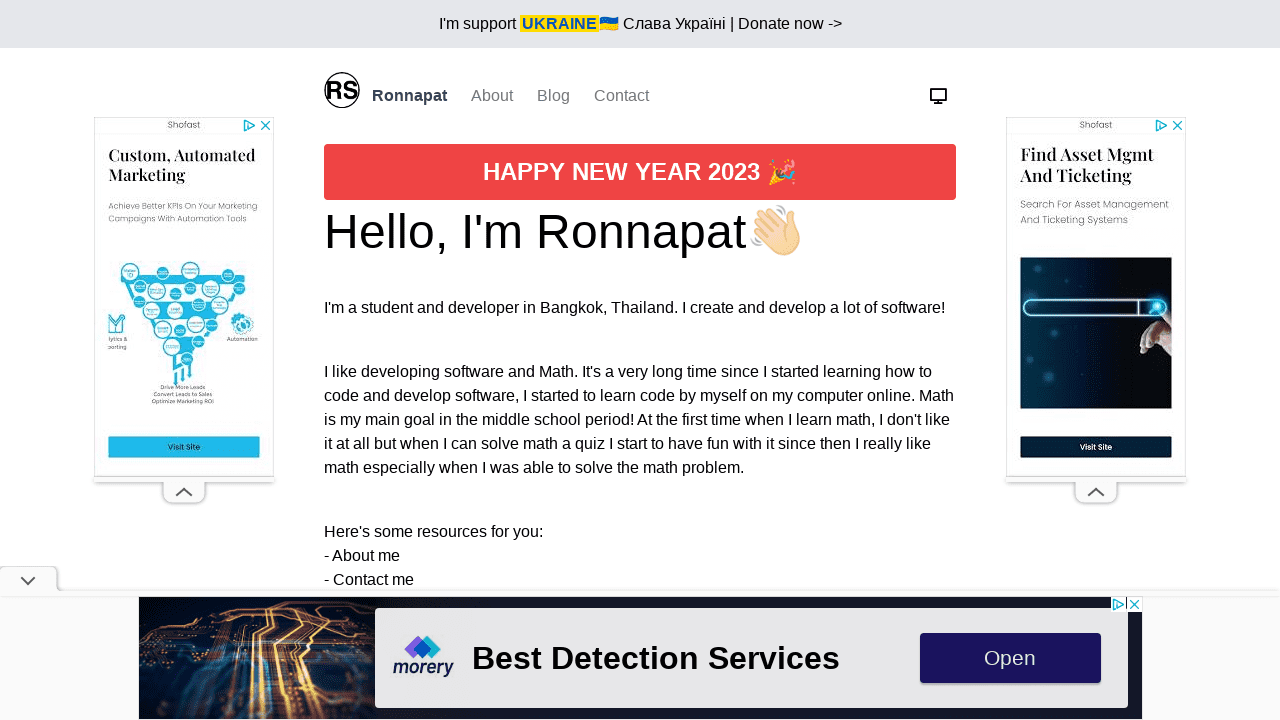 I'm support UKRAINE🇺🇦 Слава Україні | Donate now ->
RS Ronnapat About Blog Contact
HAPPY NEW YEAR 2023 🎉
Hello, I'm Ronnapat👋🏼
I'm a student and developer in Bangkok, Thailand. I create and develop a lot of software!
I like developing software and Math. It's a very long time since I started learning how to
code and develop software, I started to learn code by myself on my computer online. Math
is my main goal in the middle school period! At the first time when I learn math, I don't like
it at all but when I can solve math a quiz I start to have fun with it since then I really like
math especially when I was able to solve the math problem.
Here's some resources for you:
- About me
- Contact me
Shofast
Custom, Automated
Marketing
Achieve Better KPIs On Your Marketing
Campaigns With Automation Tools
lytics &
sorting
Automation
Drive More Leads
Convert Leads to Sales
Optimize Marketing ROI
Visit Site
Shofast
Find Asset Mgmt
And Ticketing
Search For Asset Management
And Ticketing Systems
Visit Site
morery
Best Detection Services
Open